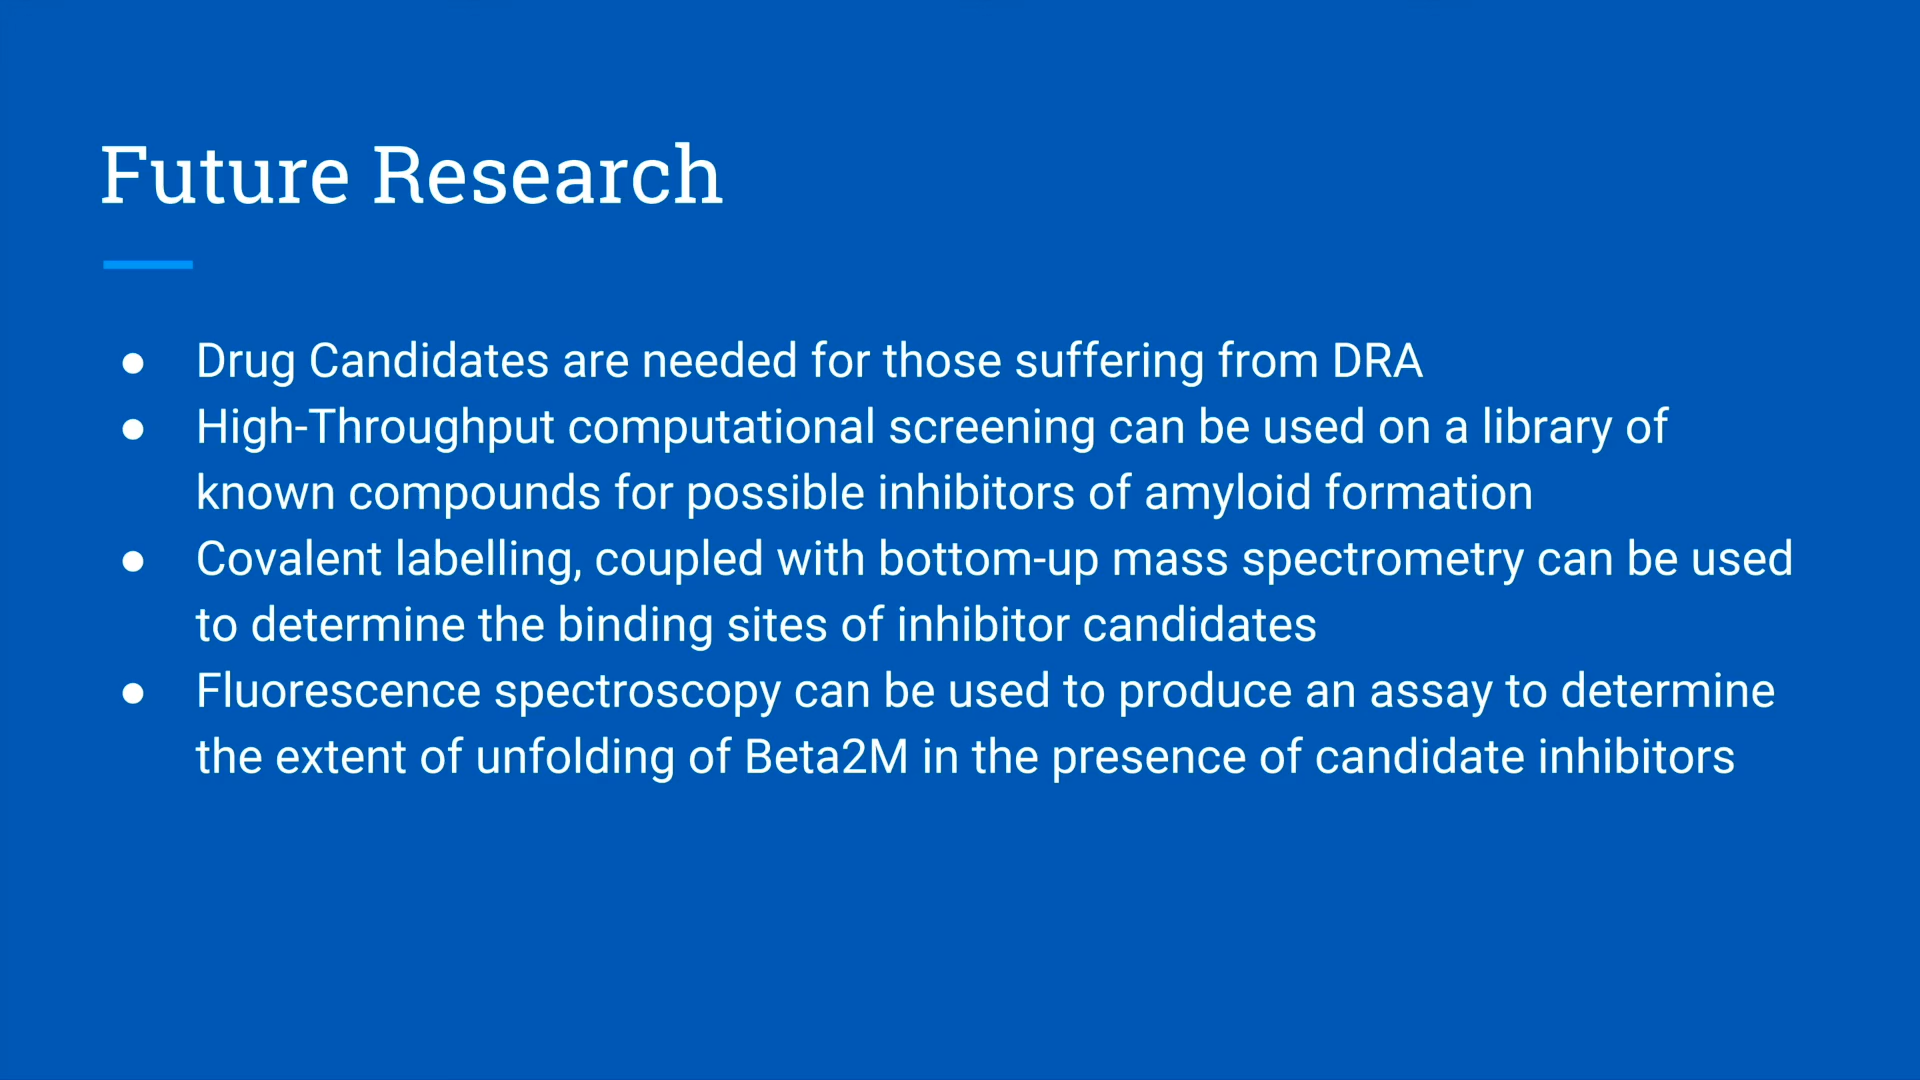 Future Research
● Drug Candidates are needed for those suffering from DRA
● High-Throughput computational screening can be used on a library of
known compounds for possible inhibitors of amyloid formation
● Covalent labelling, coupled with bottom-up mass spectrometry can be used
to determine the binding sites of inhibitor candidates
● Fluorescence spectroscopy can be used to produce an assay to determine
the extent of unfolding of Beta2M in the presence of candidate inhibitors